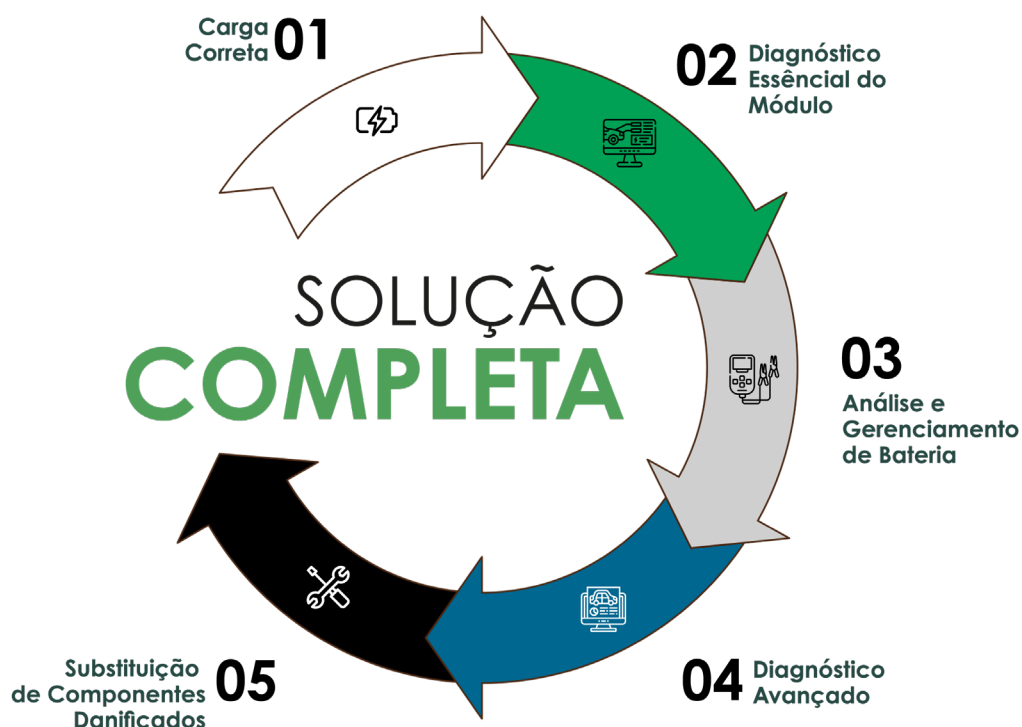 Carga
Correta
01
02
Diagnóstico
Essêncial do
Módulo
SOLUÇÃO
COMPLETA
03
Análise e
Gerenciamento
de Bateria
04
Diagnóstico
Avançado
05
Substituição
de Componentes
Danificados